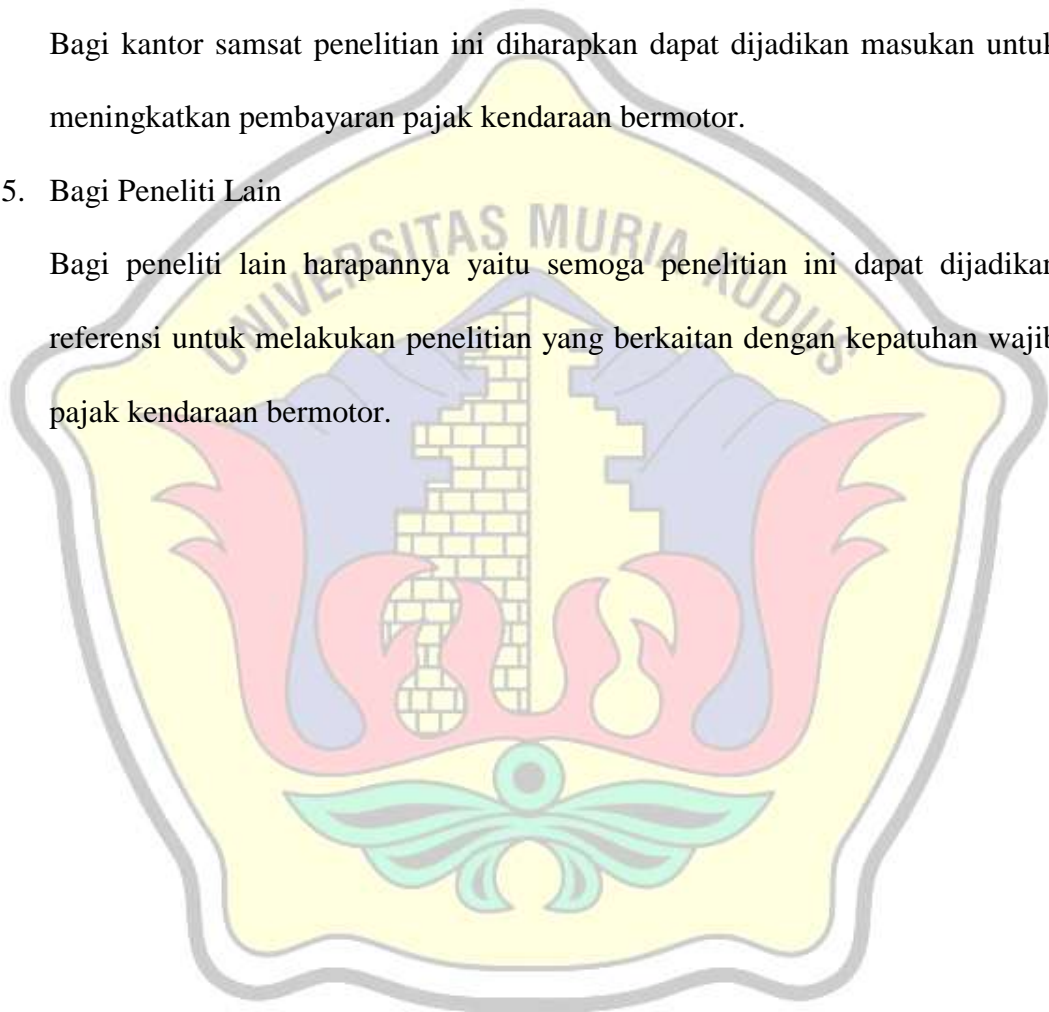 Bagi kantor samsat penelitian ini diharapkan dapat dijadikan masukan untuk
meningkatkan pembayaran pajak kendaraan bermotor.
5. Bagi Peneliti Lain
UNIVERSITAS MURIA KUDUS
Bagi peneliti lain harapannya yaitu semoga penelitian ini dapat dijadikan
referensi untuk melakukan penelitian yang berkaitan dengan kepatuhan wajib
pajak kendaraan bermotor.